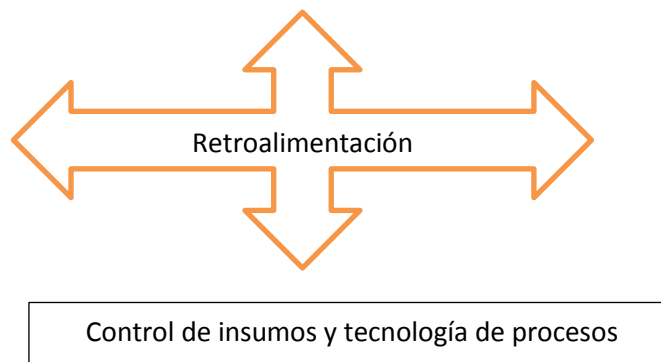 Retroalimentación
Control de insumos y tecnología de procesos